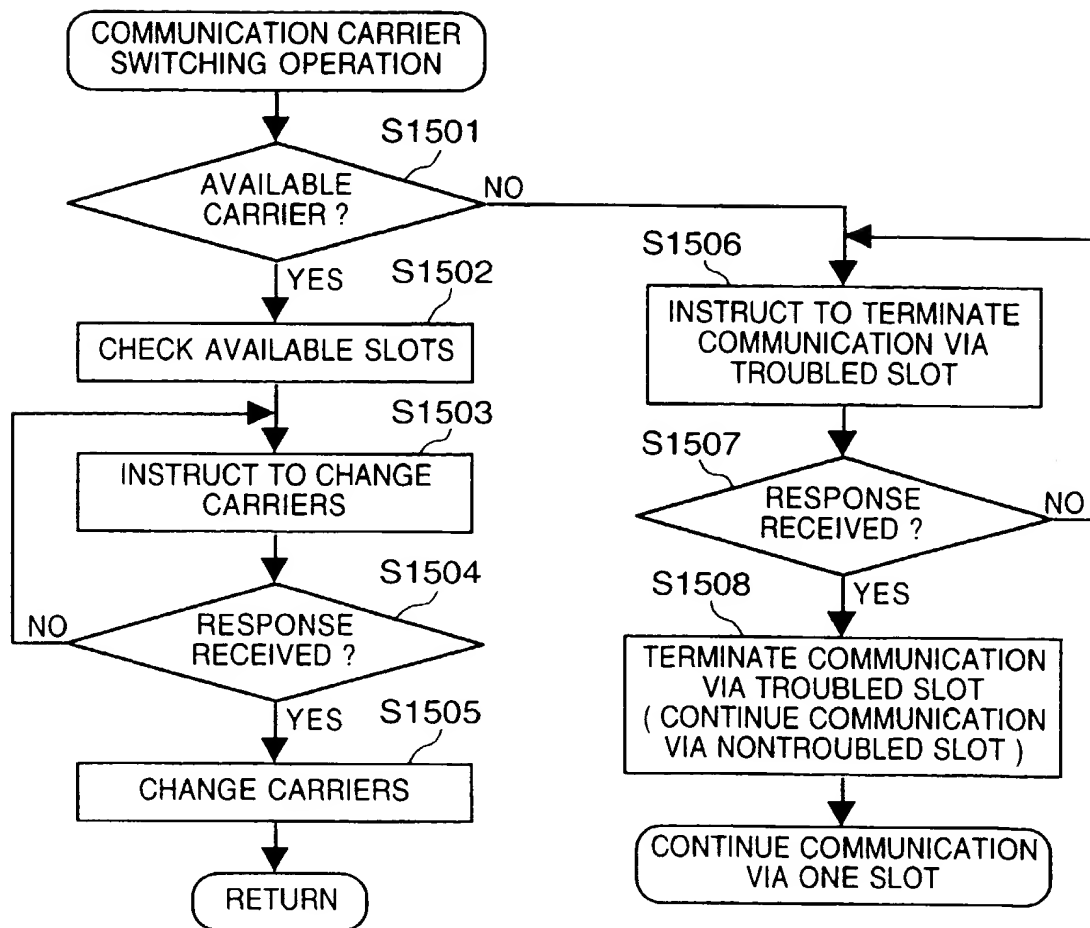 COMMUNICATION CARRIER
SWITCHING OPERATION
S1501
AVAILABLE
CARRIER ?
NO
YES
S1502
CHECK AVAILABLE SLOTS
S1503
INSTRUCT TO CHANGE
CARRIERS
S1504
RESPONSE
RECEIVED ?
NO
YES
S1505
CHANGE CARRIERS
RETURN
S1506
INSTRUCT TO TERMINATE
COMMUNICATION VIA
TROUBLED SLOT
S1507
RESPONSE
RECEIVED ?
NO
YES
S1508
TERMINATE COMMUNICATION
VIA TROUBLED SLOT
( CONTINUE COMMUNICATION
VIA NONTROUBLED SLOT )
CONTINUE COMMUNICATION
VIA ONE SLOT